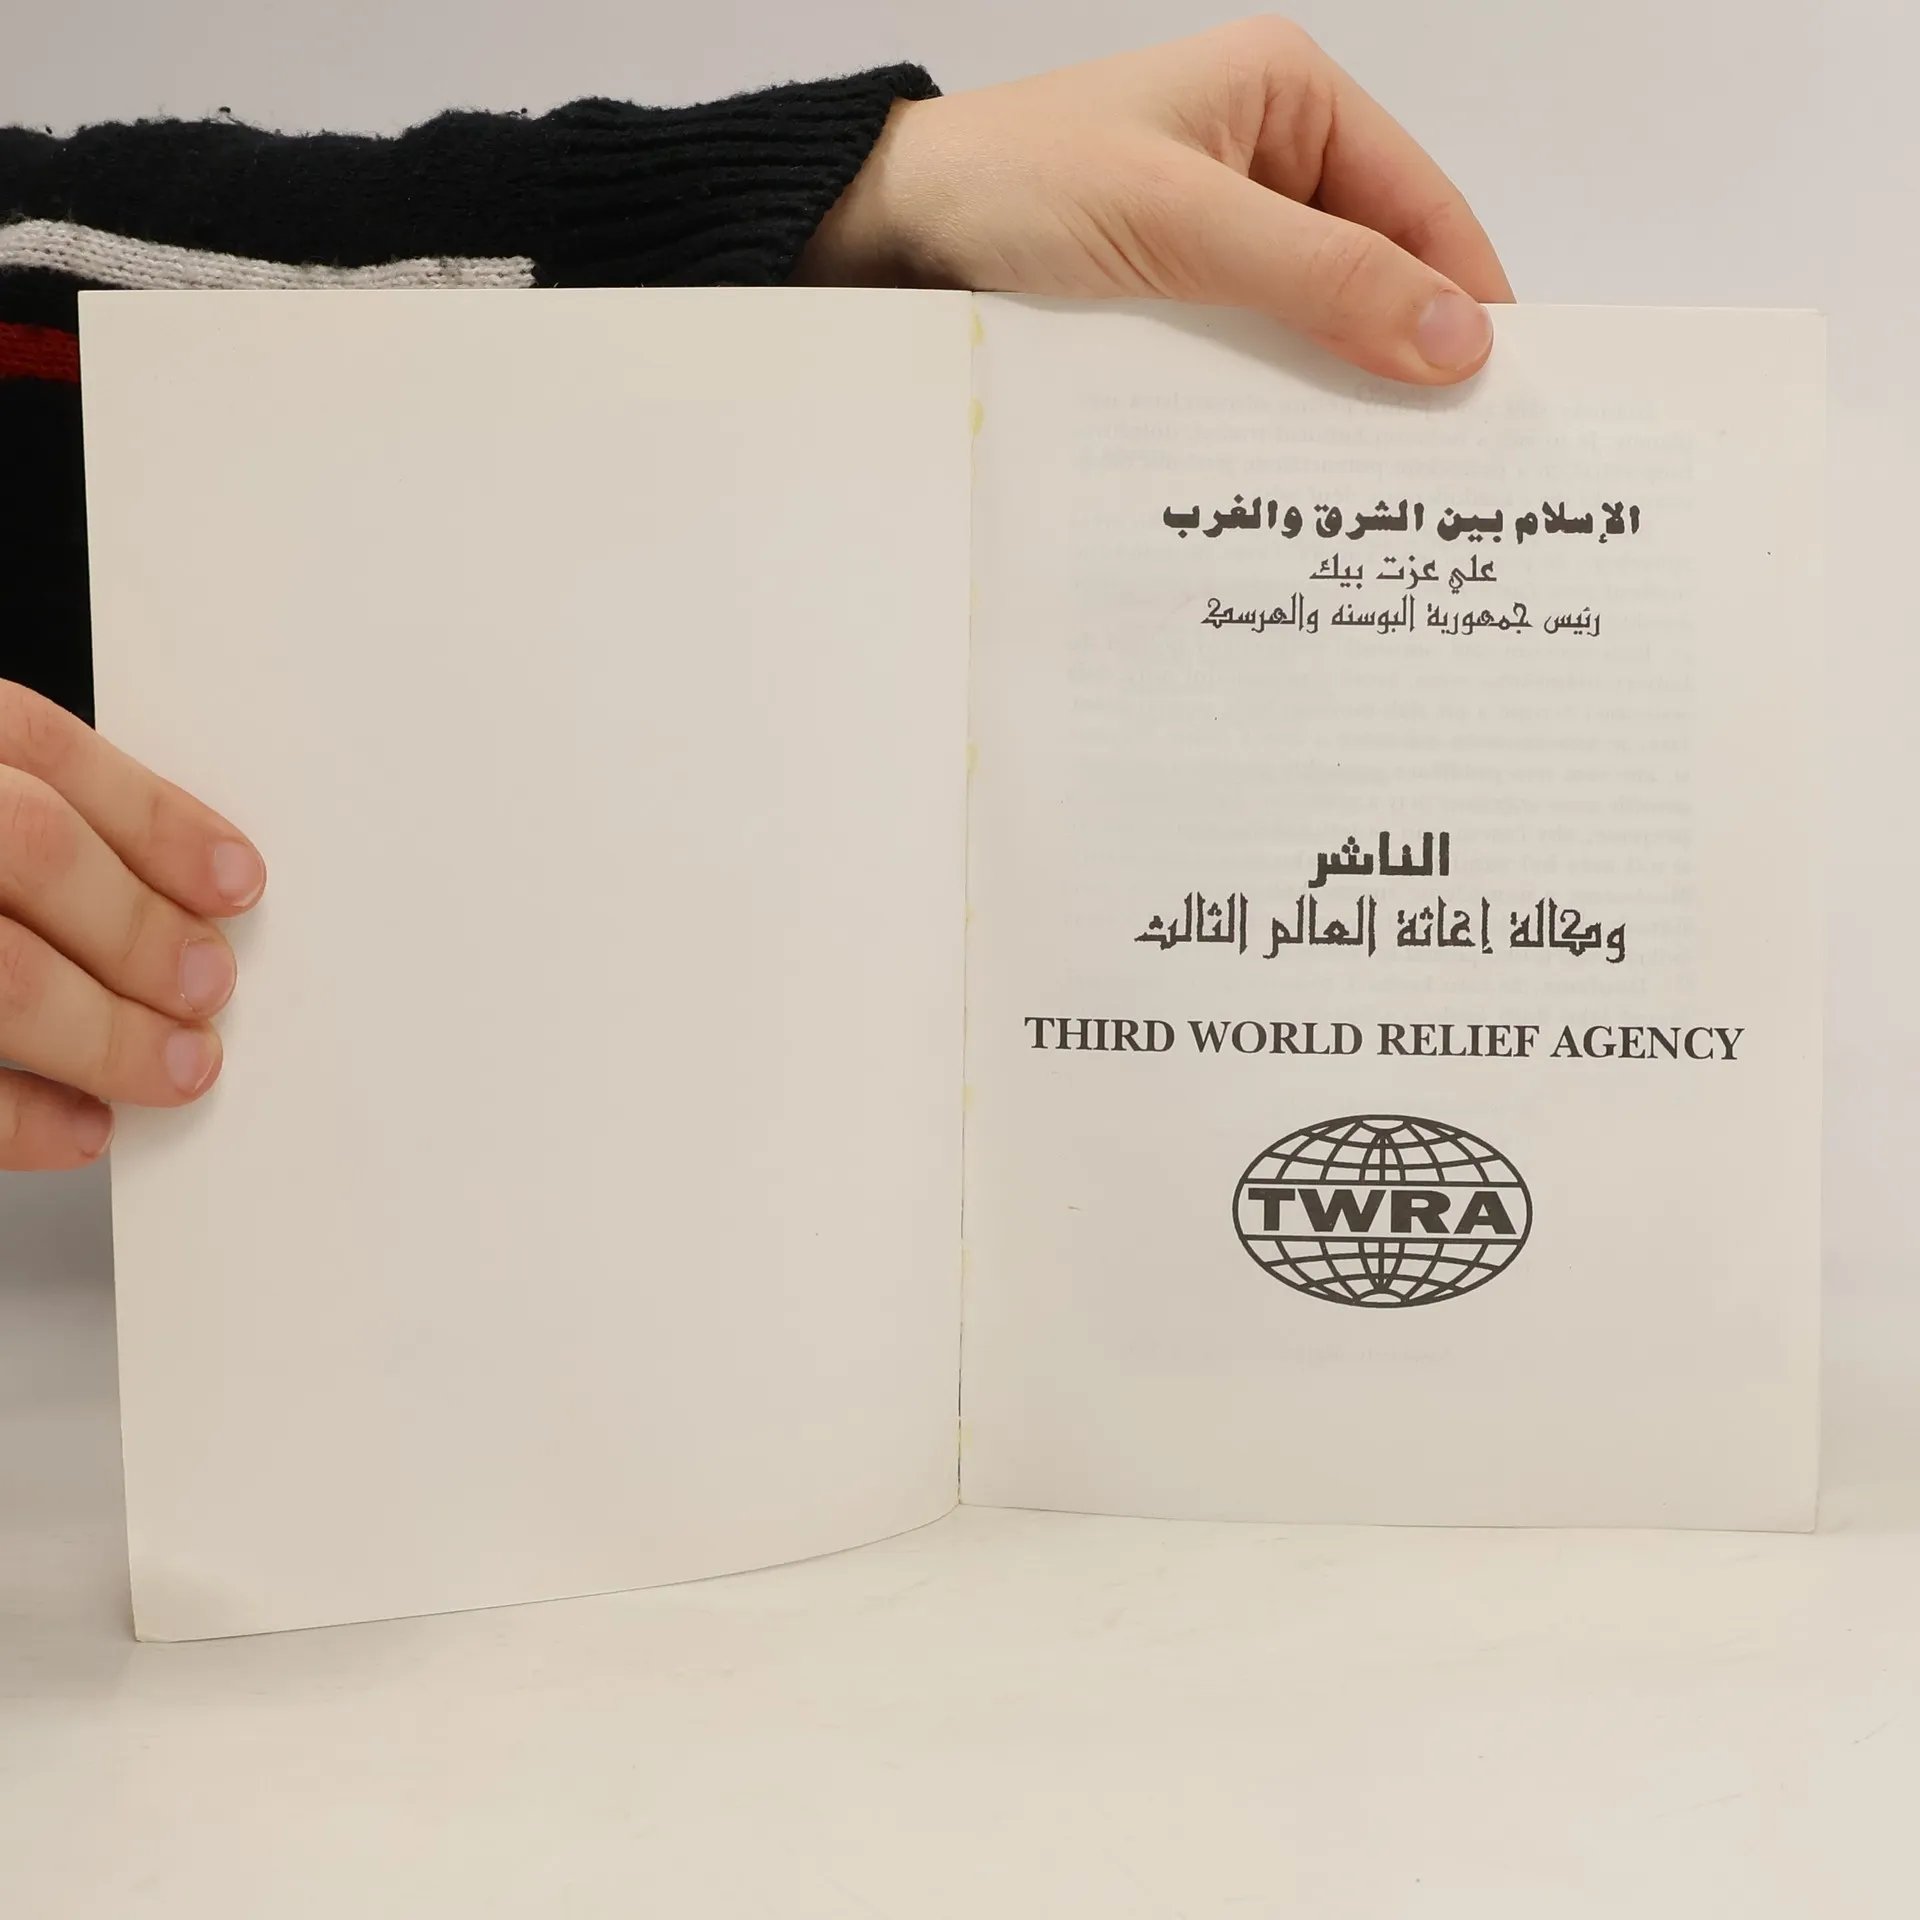 الإسلام بين الشرق والغرب
علي عزت بيك
رئيس جمهورية البوسنه والهرسك
الناشر
وكالة إغاثة العالم الثالث
THIRD WORLD RELIEF AGENCY
TWRA